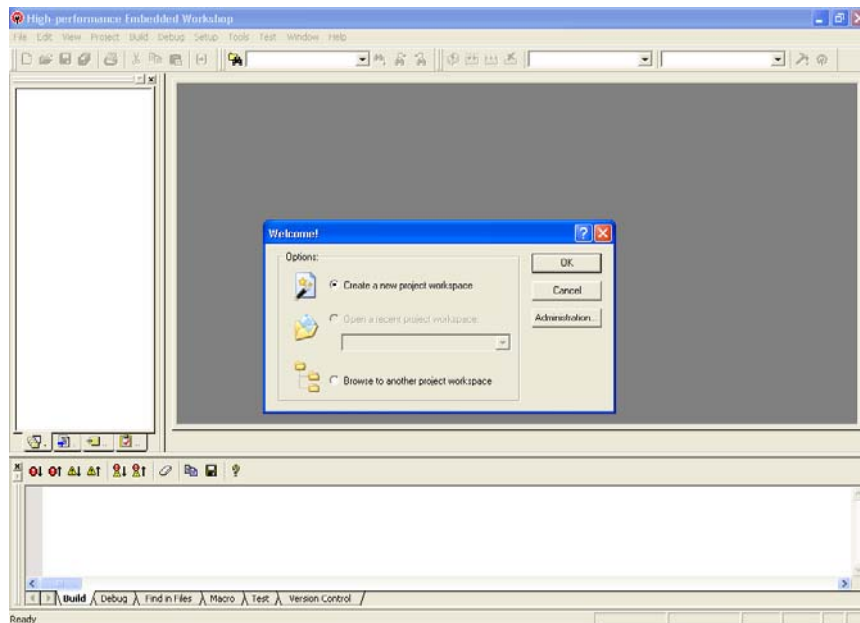 High-performance Embedded Workshop
File Edit View Project Build Debug Setup Tools Test Window Help
Welcome!
Options:
Create a new project workspace
Open a recent project workspace:
Browse to another project workspace
OK
Cancel
Administration...
Build Debug Find in Files Macro Test Version Control
Ready